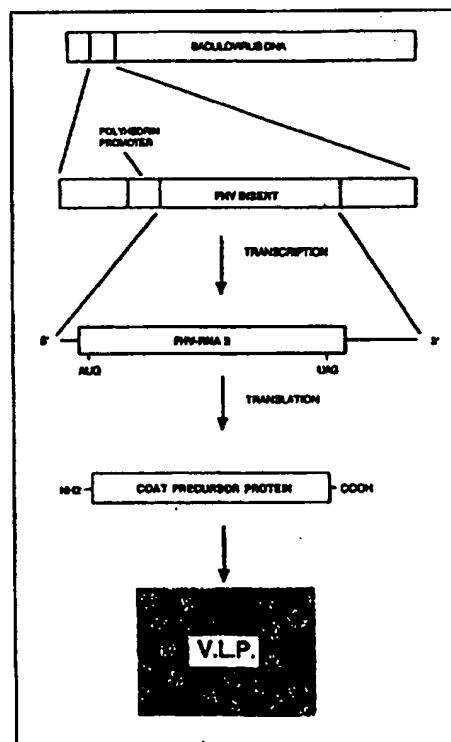 BACULOVIRUS DNA
POLYHEDRIN
PROMOTER
FHV INSERT
TRANSCRIPTION
5' FHV-RNA 2 3'
AUG UAG
TRANSLATION
NH2 COAT PRECURSOR PROTEIN COOH
V.L.P.